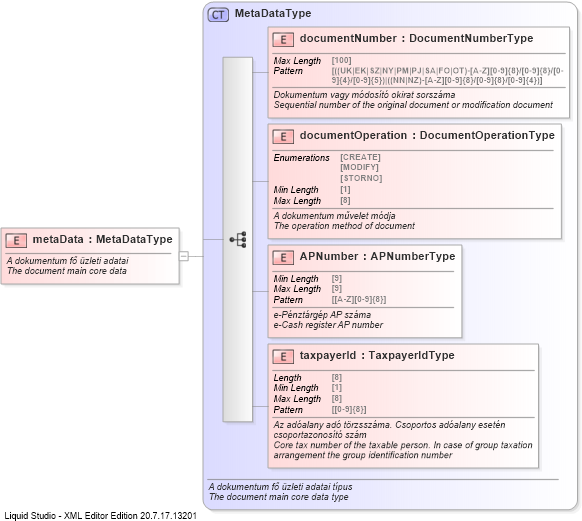 CT MetaDataType
E documentNumber : DocumentNumberType
Max Length [100]
Pattern [((UK|EK|SZ|NY|PM|PJ|SA|FO|OT)-[A-Z][0-9]{8}/[0-9]{8}/[0-
9]{4}/[0-9]{5})|((NN|NZ)-[A-Z][0-9]{8}/[0-9]{8}/[0-9]{4})]
Dokumentum vagy módosító okirat sorszáma
Sequential number of the original document or modification document
E documentOperation : DocumentOperationType
Enumerations [CREATE]
[MODIFY]
[STORNO]
Min Length [1]
Max Length [8]
A dokumentum művelet módja
The operation method of document
E metaData : MetaDataType
A dokumentum fő üzleti adatai
The document main core data
E APNumber : APNumberType
Min Length [9]
Max Length [9]
Pattern [[A-Z][0-9]{8}]
e-Pénztárgép AP száma
e-Cash register AP number
E taxpayerId : TaxpayerIdType
Length [8]
Min Length [1]
Max Length [8]
Pattern [[0-9]{8}]
Az adóalany adó törzsszáma. Csoportos adóalany esetén
csoportazonosító szám
Core tax number of the taxable person. In case of group taxation
arrangement the group identification number
A dokumentum fő üzleti adatai típus
The document main core data type
Liquid Studio - XML Editor Edition 20.7.17.13201